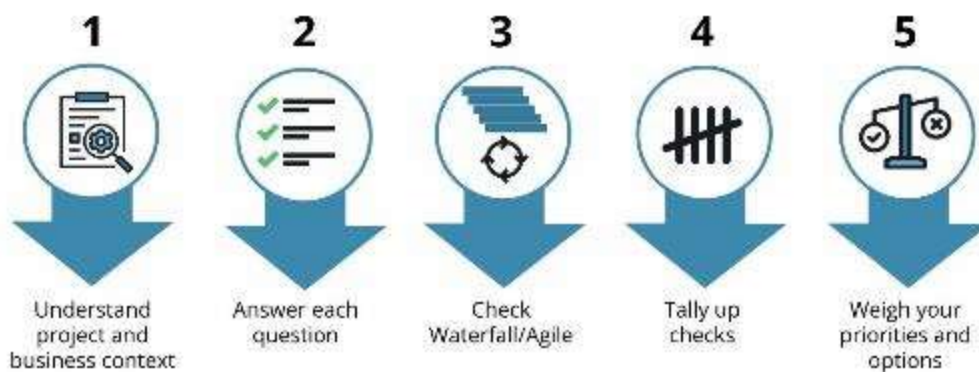 1
Understand
project and
business context
2
Answer each
question
3
Check
Waterfall/Agile
4
Tally up
checks
5
Weigh your
priorities and
options